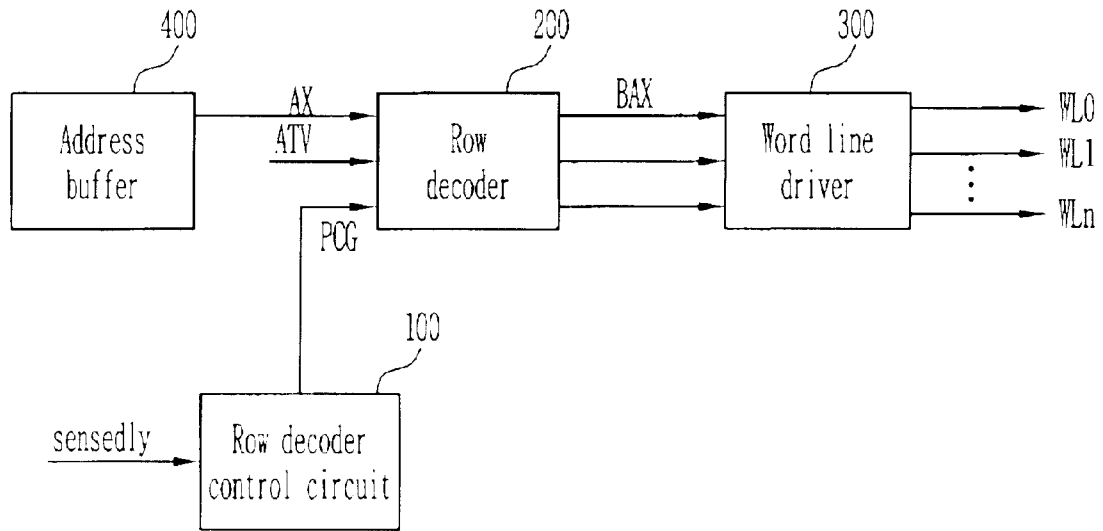 400
200
300
Address
buffer
AX
ATV
PCG
Row
decoder
BAX
Word line
driver
WL0
WL1
WLn
100
sensedly
Row decoder
control circuit